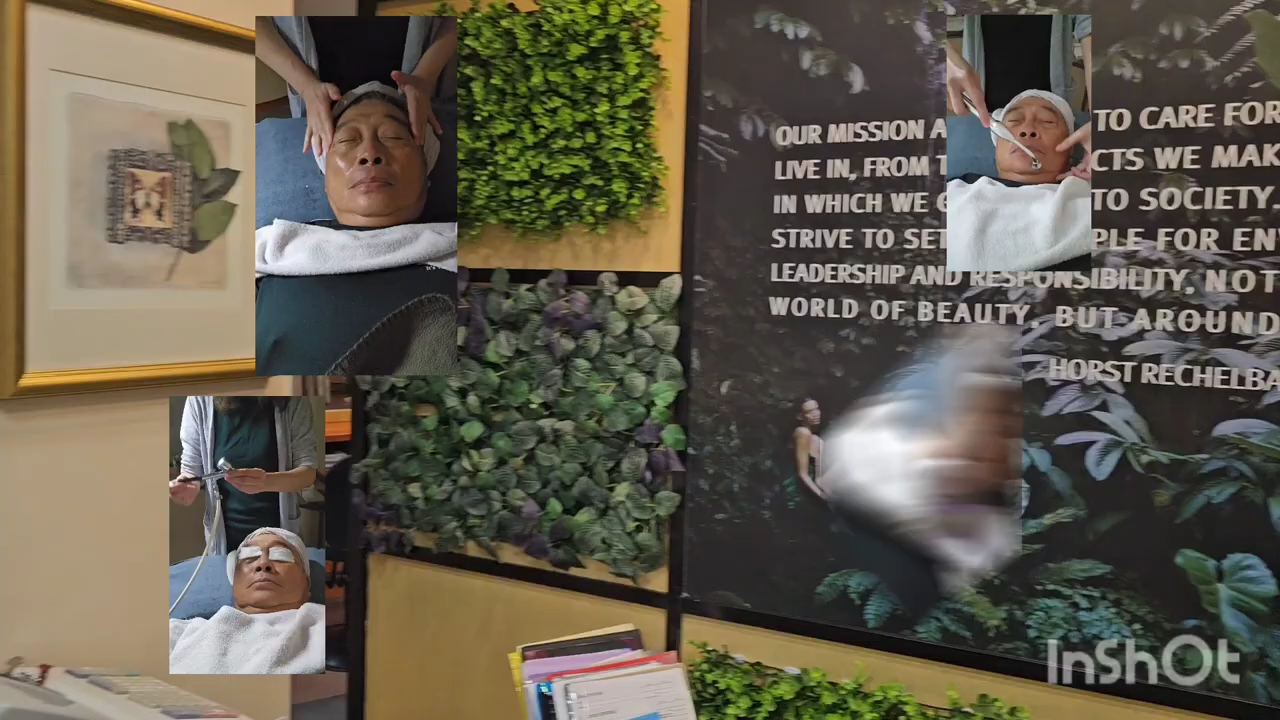 OUR MISSION A TO CARE FOR
LIVE IN, FROM CTS WE MAK
IN WHICH WE TO SOCIETY.
STRIVE TO SET PLE FOR EN
LEADERSHIP AND RESPONSIBILITY, NOT
WORLD OF BEAUTY, BUT AROUND
HORST RECHELBA
InShOt